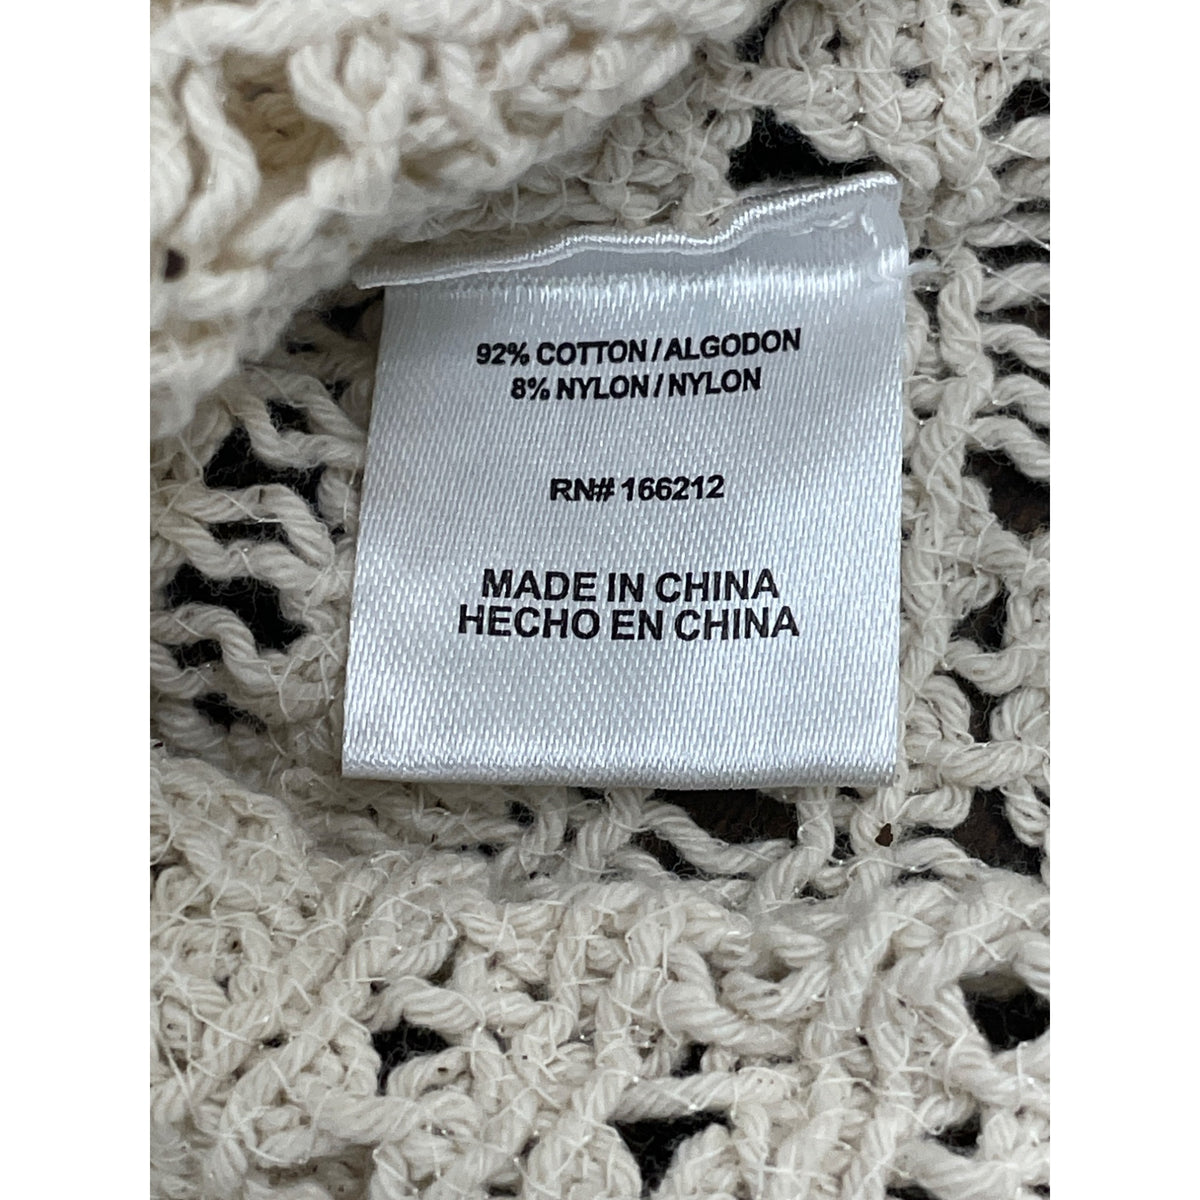 92% COTTON / ALGODON
8% NYLON / NYLON
RN# 166212
MADE IN CHINA
HECHO EN CHINA